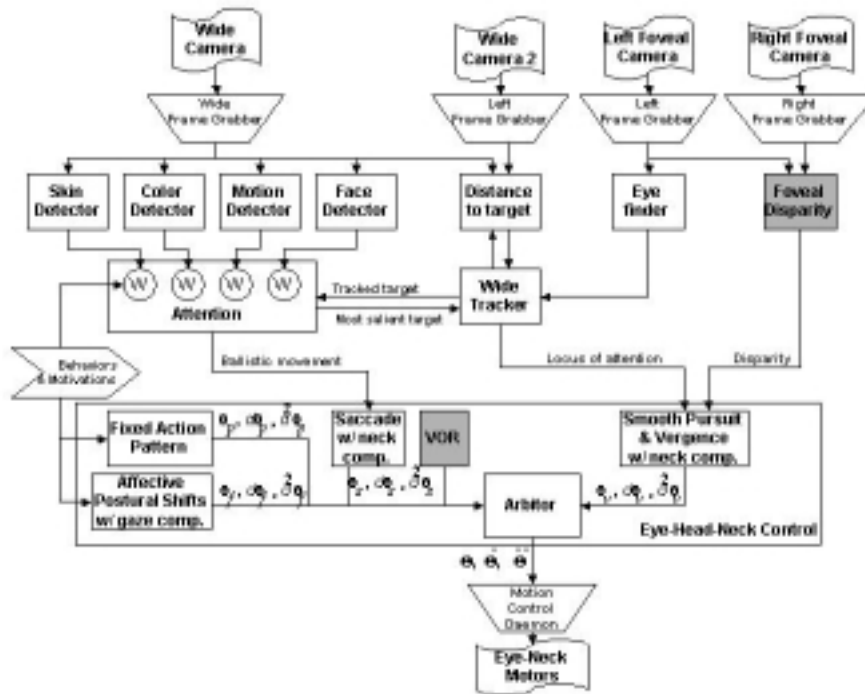 Wide
Camera
Wide
Camera 2
Left Foveal
Camera
Right Foveal
Camera
Wide
Frame Grabber
Left
Frame Grabber
Left
Frame Grabber
Right
Frame Grabber
Skin
Detector
Color
Detector
Motion
Detector
Face
Detector
Distance
to target
Eye
finder
Foveal
Disparity
W
W
W
W
Attention
Tracked target
Most salient target
Wide
Tracker
Behaviors
& Motivations
Ballistic movement
Locus of attention
Disparity
Fixed Action
Pattern
Saccade
w/ neck
comp.
VOR
Smooth Pursuit
& Vergence
w/ neck comp.
Affective
Postural Shifts
w/ gaze comp.
Arbitor
Eye-Head-Neck Control
Motion
Control
Daemon
Eye-Neck
Motors